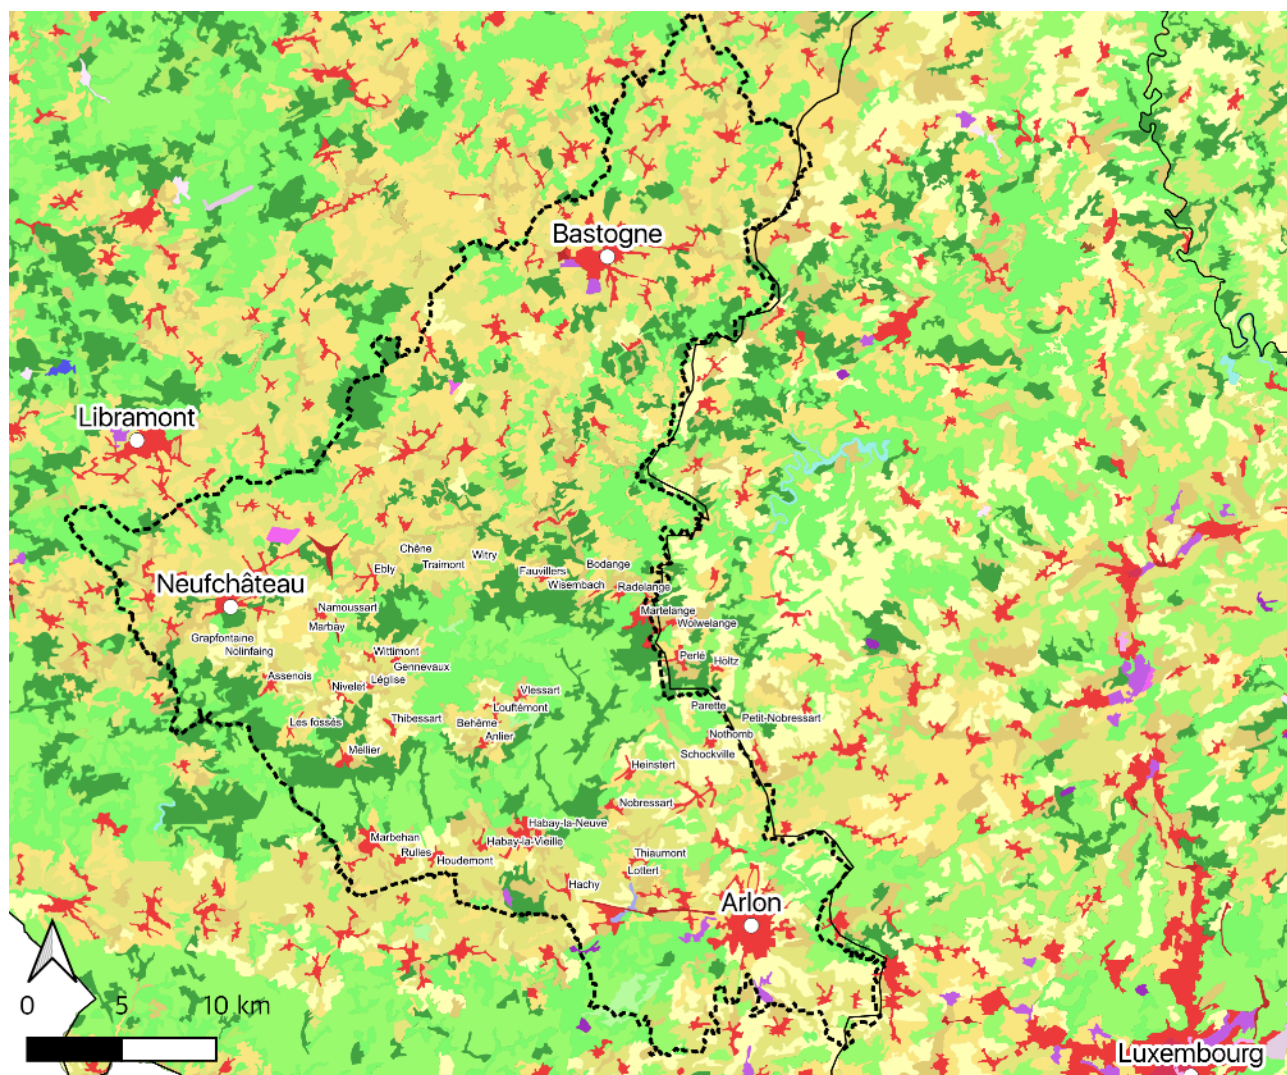 Bastogne
Libramont
Chêne
Witry
Ebly
Traimont
Bodange
Fauvillers
Neufchâteau
Wisembach
Radelange
Namoussart
Martelange
Marbay
Wolwelange
Grapfontaine
Nolinfaing
Wittimont
Perlé
Holtz
Gennevaux
Assenois
Léglise
Nivelet
Vlessart
Louftémont
Parette
Les fossés
Thibessart
Behême
Petit-Nobressart
Anlier
Nothomb
Mellier
Schockville
Heinstert
Nobressart
Habay-la-Neuve
Marbehan
Habay-la-Vieille
Rulles
Houdemont
Thiaumont
Lottert
Hachy
Arlon
0 5 10 km
Luxembourg